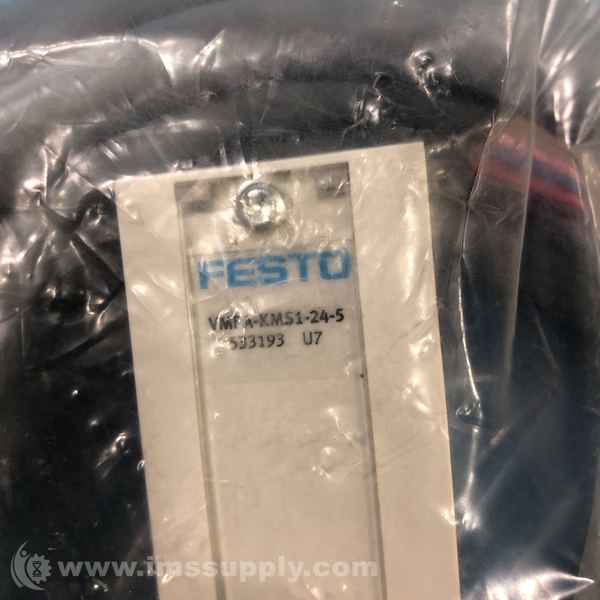 FESTO
VMPA-KMS1-24-5
533193 U7
www.imssupply.com